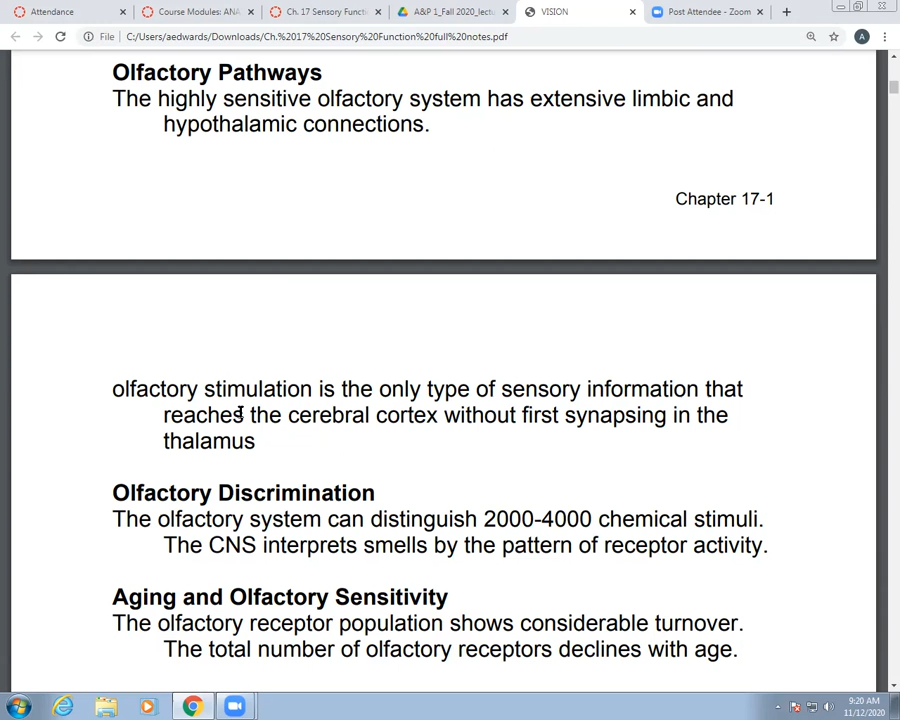 Attendance
Course Modules: ANA
Ch. 17 Sensory Functi
A&P 1_Fall 2020_lectu
VISION
Post Attendee - Zoom
File
C:/Users/aedwards/Downloads/Ch.%2017%20Sensory%20Function%20full%20notes.pdf
A
Olfactory Pathways
The highly sensitive olfactory system has extensive limbic and
hypothalamic connections.
Chapter 17-1
olfactory stimulation is the only type of sensory information that
reaches the cerebral cortex without first synapsing in the
thalamus
Olfactory Discrimination
The olfactory system can distinguish 2000-4000 chemical stimuli.
The CNS interprets smells by the pattern of receptor activity.
Aging and Olfactory Sensitivity
The olfactory receptor population shows considerable turnover.
The total number of olfactory receptors declines with age.
9:20 AM
11/12/2020